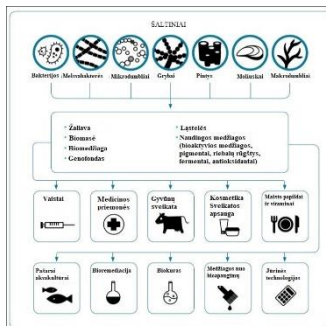 ŠALTINIAI
Bakterijos
Melsvabakterės
Mikrodumbliai
Grybai
Pintys
Moliuskai
Makrodumbliai
• Žaliava
• Biomasė
• Biomedžiaga
• Genofondas
• Ląstelės
• Naudingos medžiagos
(bioaktyvios medžiagos,
pigmentai, riebalų rūgštys,
fermentai, antioksidantai)
Vaistai
Medicinos
priemonės
Gyvūnų
sveikata
Kosmetika
Sveikatos
apsauga
Maisto papildai
ir vitaminai
Pašarai
akvakultūrai
Bioremediacija
Biokuras
Medžiagos nuo
bioapaugimų
Jūrinės
technologijos